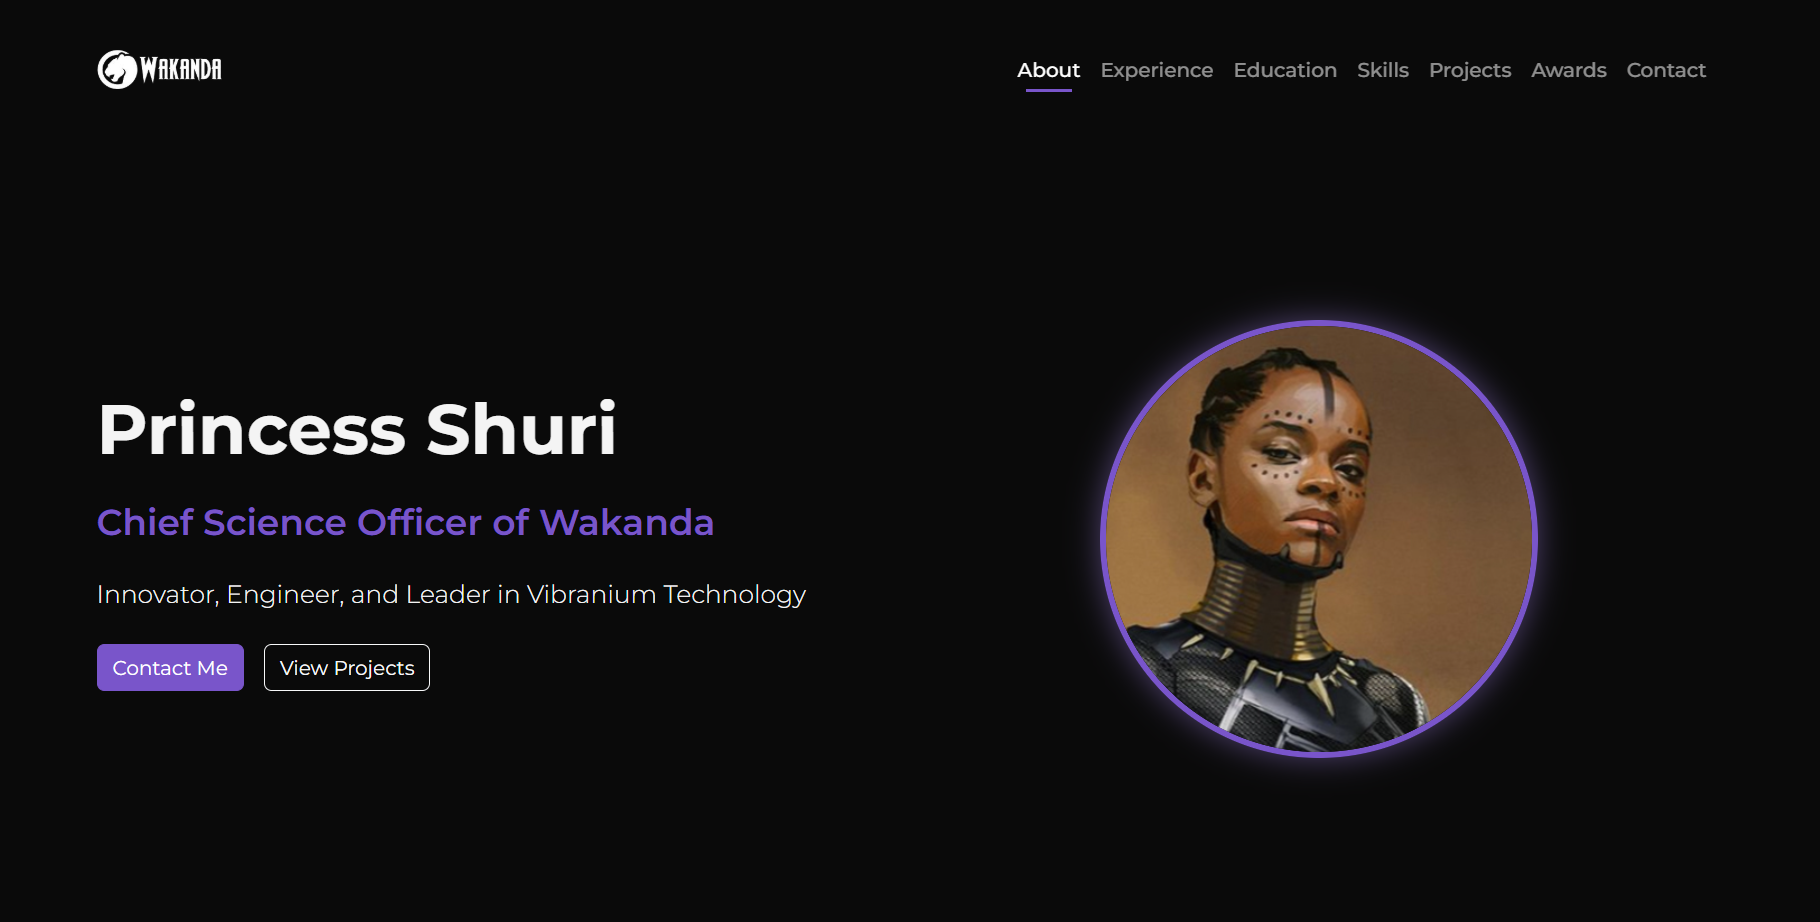 WAKANDA
About Experience Education Skills Projects Awards Contact
Princess Shuri
Chief Science Officer of Wakanda
Innovator, Engineer, and Leader in Vibranium Technology
Contact Me View Projects